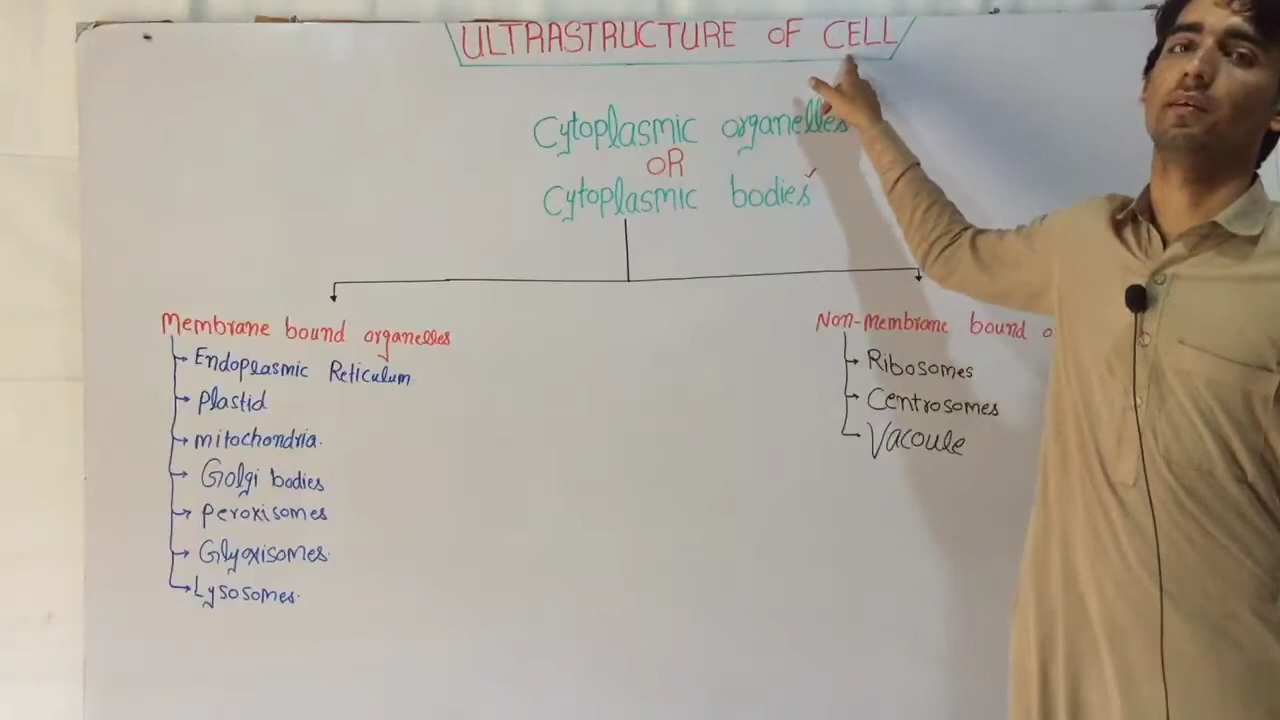 ULTRASTRUCTURE OF CELL
Cytoplasmic organelles
OR
Cytoplasmic bodies
Membrane bound organelles
Endoplasmic Reticulum
Plastid
mitochondria.
Golgi bodies
Peroxisomes
Glyoxisomes.
Lysosomes.
Non-membrane bound o
Ribosomes
Centrosomes
Vacoule